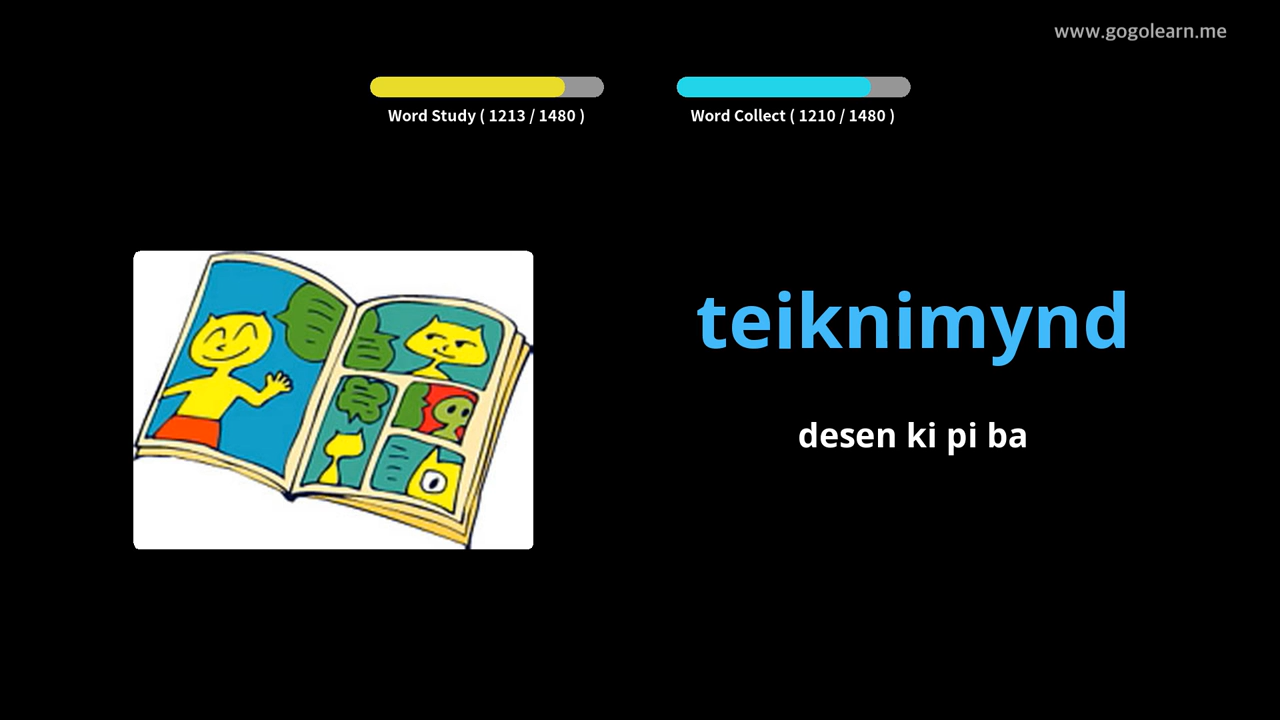 www.gogolearn.me
Word Study ( 1213 / 1480 )
Word Collect ( 1210 / 1480 )
teiknimynd
desen ki pi ba